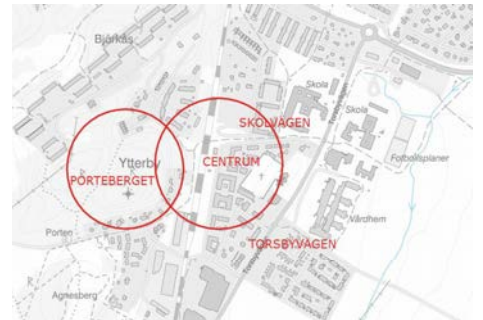 Björkås
Skola
SKOLVÄGEN
Skola
Ytterby
CENTRUM
Fotbollsplaner
PORTEBERGET
Vårdhem
Porten
TORSBYVÄGEN
Agnesberg